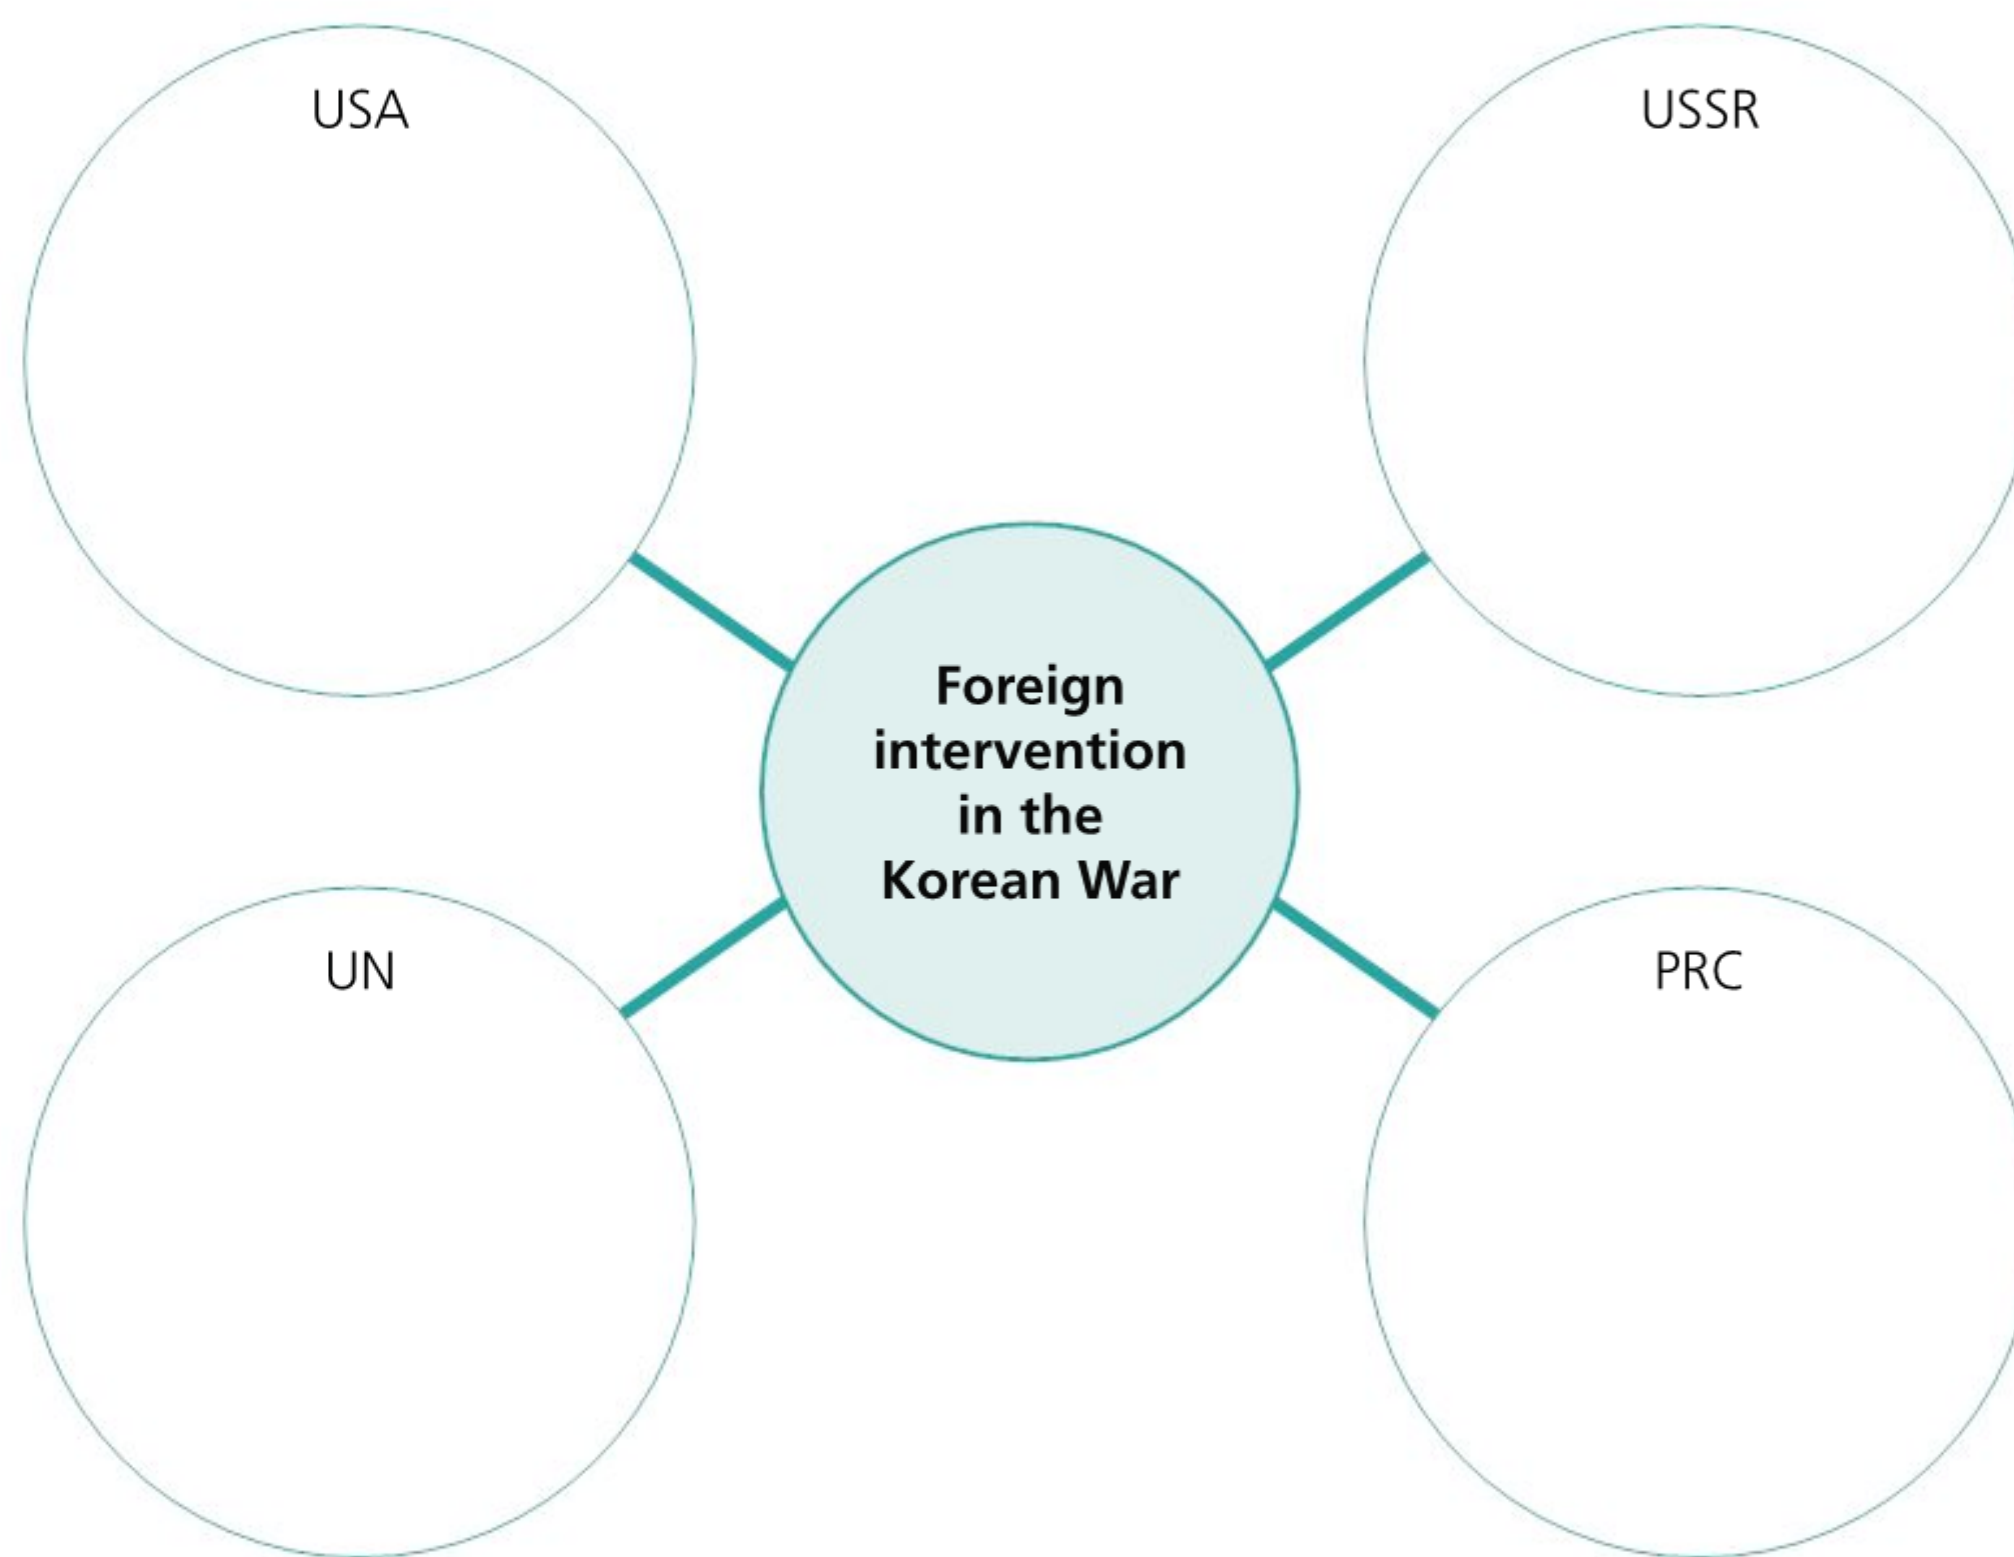 USA
USSR
Foreign
intervention
in the
Korean War
UN
PRC